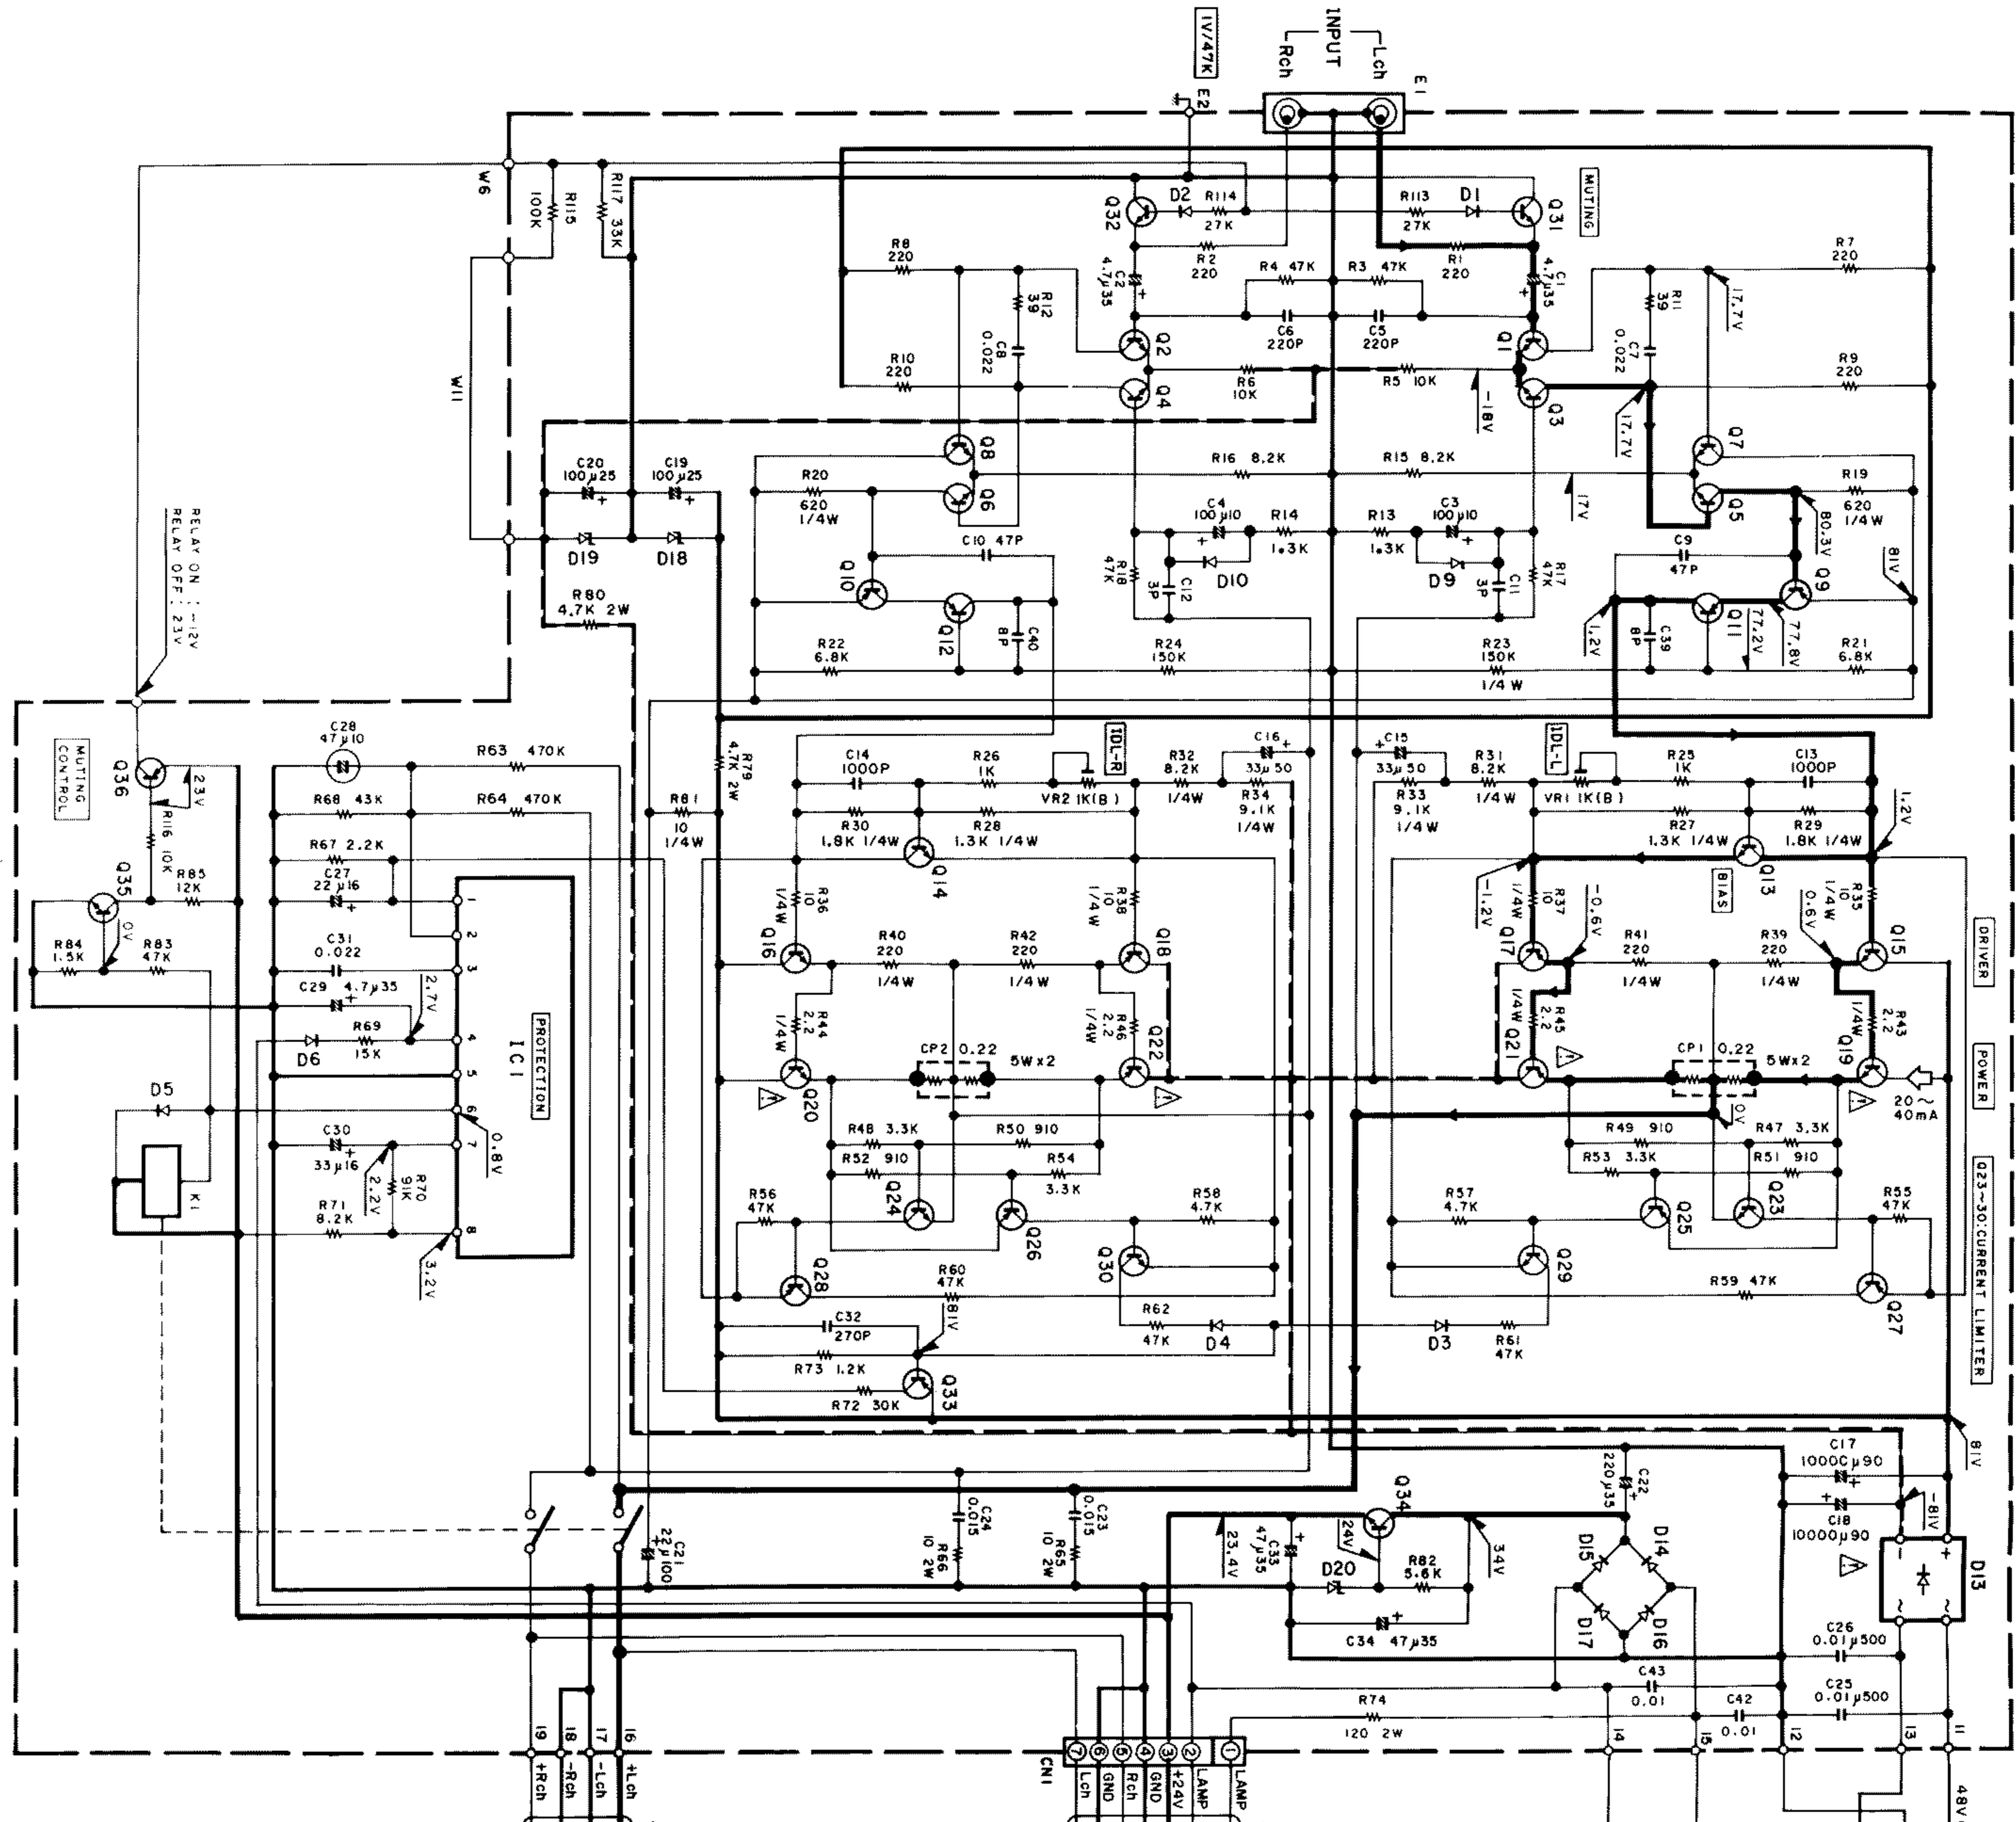 INPUT
Lch
Rch
E1
1V/47K
E2
W6
R115
100K
R117 33K
Q32
D2
R114
27K
R113
27K
D1
Q31
MUTING
R8
220
R2
220
R4 47K
R3 47K
R1
220
C2
4.7µ35
+
C1
4.7µ35
+
R7
220
R12
39
C8
0.022
C6
220P
C5
220P
R11
39
C7
0.022
17.7V
Q2
Q1
R10
220
Q4
R6
10K
R5 10K
-18V
Q3
17.7V
R9
220
W11
C20
100µ25
+
C19
100µ25
+
D19
D18
R80
4.7K 2W
Q8
Q6
R20
620
1/4W
R16 8.2K
R15 8.2K
17V
Q7
Q5
R19
620
1/4W
80.3V
C10 47P
C4
100µ10
+
R14
1.3K
R13
1.3K
C3
100µ10
+
D10
D9
R18
47K
C12
3P
C11
3P
R17
47K
C9
47P
81V
Q10
Q12
C40
8P
Q9
Q11
1.2V
C39
8P
77.2V
77.8V
R22
6.8K
R24
150K
R23
150K
1/4W
R21
6.8K
RELAY ON : -12V
RELAY OFF : 23V
MUTING
CONTROL
Q36
23V
R116
10K
Q35
R85
12K
0V
R84
1.5K
R83
47K
D5
K1
C28
47µ10
R63 470K
R68 43K
R64 470K
R67 2.2K
C27
22µ16
+
C31
0.022
C29 4.7µ35
+
2.7V
D6
R69
15K
0.8V
C30
33µ16
+
2.2V
R70
91K
R71
8.2K
3.2V
1
2
3
4
5
6
7
8
IC1
PROTECTION
R79
4.7K 2W
R81
10
1/4W
C14
1000P
R26
1K
IDL-R
VR2 1K(B)
R32
8.2K
1/4W
C16
+
33µ50
R34
9.1K
1/4W
C15
+
33µ50
R33
9.1K
1/4W
R31
8.2K
1/4W
IDL-L
VR1 1K(B)
R25
1K
C13
1000P
R30
1.8K 1/4W
R28
1.3K 1/4W
R27
1.3K 1/4W
R29
1.8K 1/4W
1.2V
Q14
Q13
BIAS
-1.2V
R36
10
1/4W
R38
10
1/4W
R37
10
1/4W
-0.6V
R35
10
1/4W
0.6V
Q16
R40
220
1/4W
R42
220
1/4W
Q18
Q17
R41
220
1/4W
R39
220
1/4W
Q15
DRIVER
R44
2.2
1/4W
R46
2.2
1/4W
R45
2.2
1/4W
R43
2.2
1/4W
Q20
CP2 0.22
5Wx2
Q22
Q21
CP1 0.22
5Wx2
Q19
POWER
20~
40mA
0V
R48 3.3K
R50 910
R52 910
R54
3.3K
R49 910
R47 3.3K
R53 3.3K
R51 910
R56
47K
Q24
Q26
R58
4.7K
R57
4.7K
Q25
Q23
R55
47K
Q23~30:CURRENT LIMITER
Q28
R60
47K
Q30
Q29
R59 47K
Q27
C32
270P
81V
R62
47K
D4
D3
R61
47K
R73 1.2K
Q33
R72 30K
81V
C21
22µ100
+
C24
0.015
R66
10 2W
C23
0.015
R65
10 2W
23.4V
C33
47µ35
+
Q34
24V
D20
R82
5.6K
34V
C34 47µ35
+
C22
220µ35
+
D15
D14
D17
D16
C17
10000µ90
+
C18
10000µ90
+
-81V
D13
-
+
~
~
C26
0.01µ500
C25
0.01µ500
C43
0.01
C42
0.01
R74
120 2W
19
18
17
16
+Rch
-Rch
-Lch
+Lch
CN1
7
6
5
4
3
2
1
Lch
GND
Rch
GND
+24V
LAMP
LAMP
14
15
12
13
11
48V